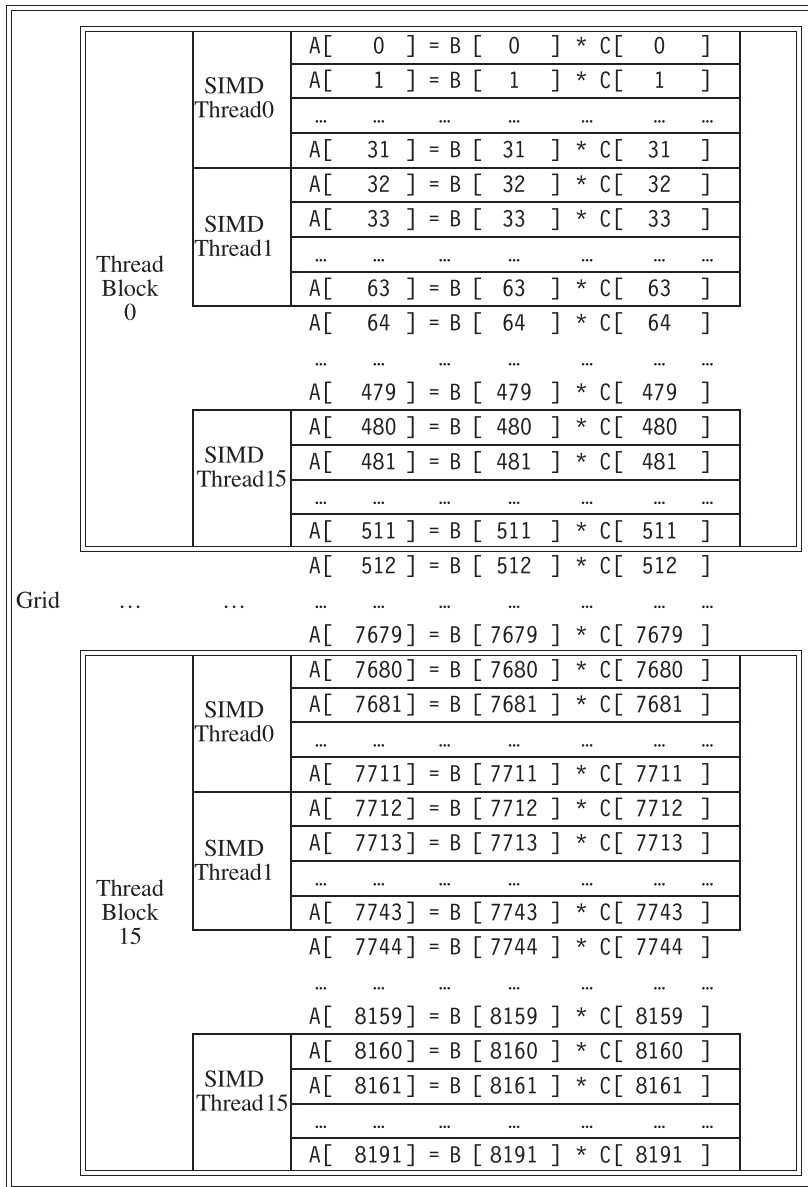 A[ 0 ] = B [ 0 ] * C[ 0 ]
SIMD
Thread0
A[ 1 ] = B [ 1 ] * C[ 1 ]
… … … … … … …
A[ 31 ] = B [ 31 ] * C[ 31 ]
A[ 32 ] = B [ 32 ] * C[ 32 ]
SIMD
Thread1
A[ 33 ] = B [ 33 ] * C[ 33 ]
… … … … … … …
Thread
Block
0
A[ 63 ] = B [ 63 ] * C[ 63 ]
A[ 64 ] = B [ 64 ] * C[ 64 ]
… … … … … … …
A[ 479 ] = B [ 479 ] * C[ 479 ]
A[ 480 ] = B [ 480 ] * C[ 480 ]
SIMD
Thread15
A[ 481 ] = B [ 481 ] * C[ 481 ]
… … … … … … …
A[ 511 ] = B [ 511 ] * C[ 511 ]
A[ 512 ] = B [ 512 ] * C[ 512 ]
Grid … … … … … … … … …
A[ 7679] = B [ 7679 ] * C[ 7679 ]
A[ 7680] = B [ 7680 ] * C[ 7680 ]
SIMD
Thread0
A[ 7681] = B [ 7681 ] * C[ 7681 ]
… … … … … … …
A[ 7711] = B [ 7711 ] * C[ 7711 ]
A[ 7712] = B [ 7712 ] * C[ 7712 ]
SIMD
Thread1
A[ 7713] = B [ 7713 ] * C[ 7713 ]
… … … … … … …
Thread
Block
15
A[ 7743] = B [ 7743 ] * C[ 7743 ]
A[ 7744] = B [ 7744 ] * C[ 7744 ]
… … … … … … …
A[ 8159] = B [ 8159 ] * C[ 8159 ]
A[ 8160] = B [ 8160 ] * C[ 8160 ]
SIMD
Thread15
A[ 8161] = B [ 8161 ] * C[ 8161 ]
… … … … … … …
A[ 8191] = B [ 8191 ] * C[ 8191 ]